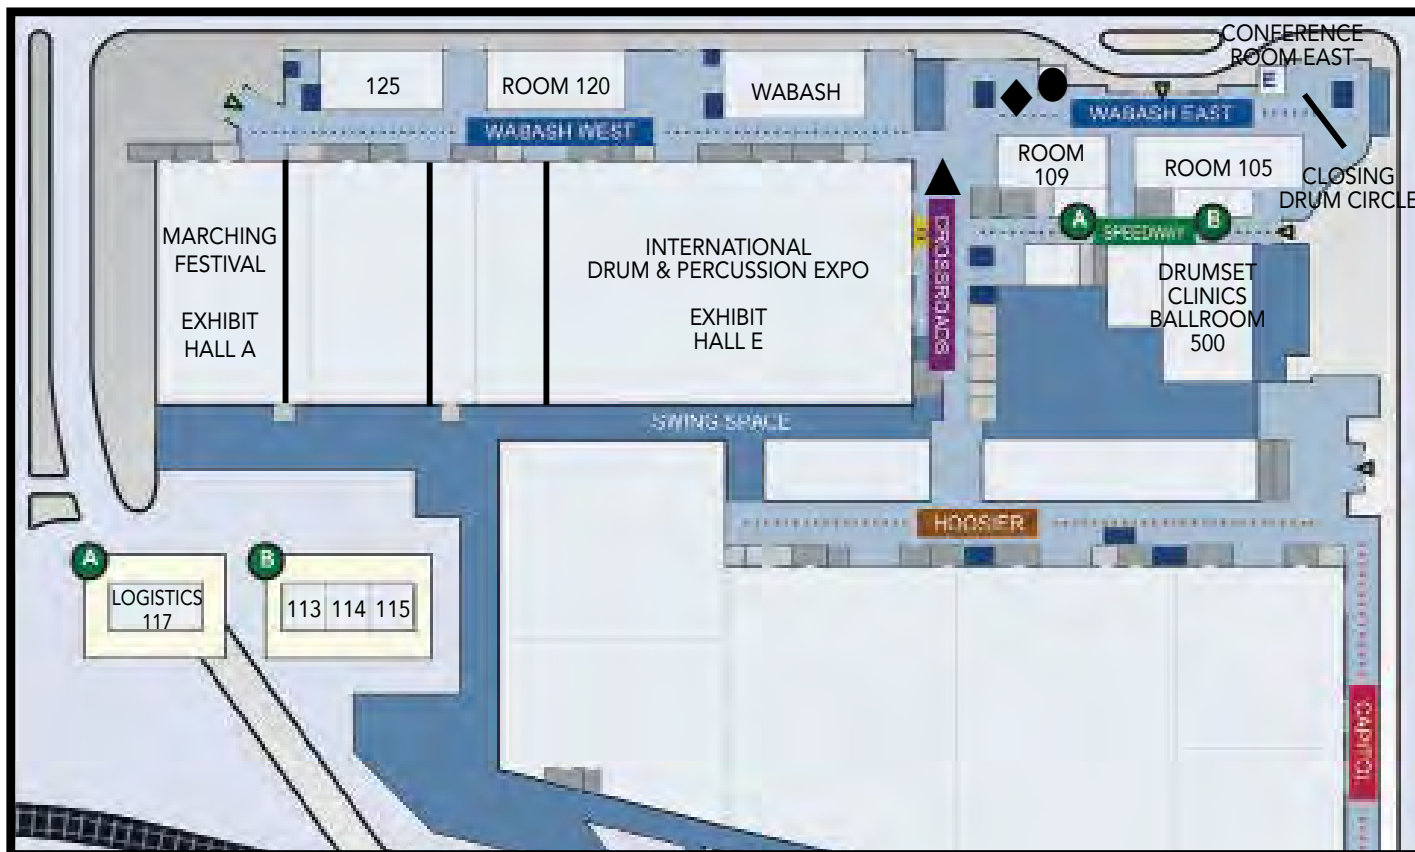 CONFERENCE
ROOM EAST
125
ROOM 120
WABASH
E
WABASH WEST
WABASH EAST
ROOM
109
ROOM 105
CLOSING
DRUM CIRCLE
A
SPEEDWAY
B
MARCHING
FESTIVAL
EXHIBIT
HALL A
INTERNATIONAL
DRUM & PERCUSSION EXPO
EXHIBIT
HALL E
CROSSROADS
DRUMSET
CLINICS
BALLROOM
500
SWING SPACE
HOOSIER
A
LOGISTICS
117
B
113 114 115
CAPITOL